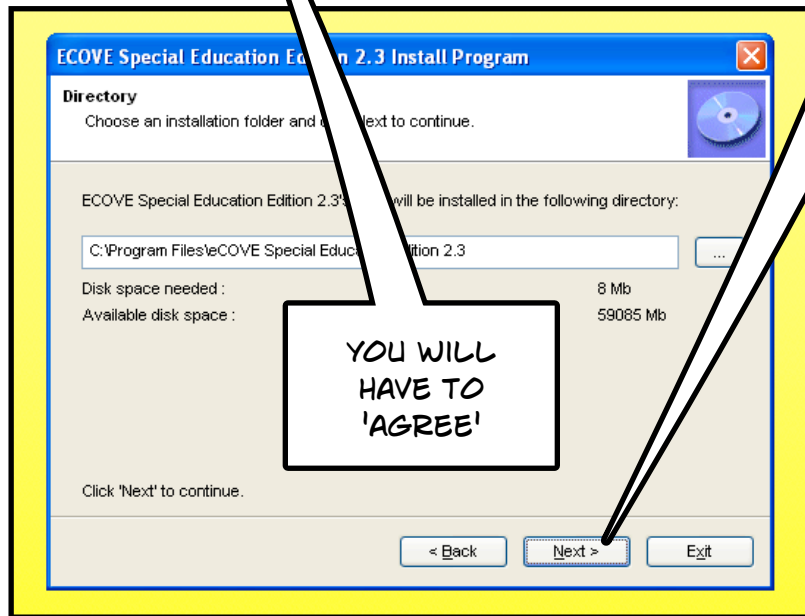 ECOVE Special Education Ed n 2.3 Install Program
Directory
Choose an installation folder and c Next to continue.
ECOVE Special Education Edition 2.3's will be installed in the following directory:
C:\Program Files\eCOVE Special Educa ition 2.3
...
Disk space needed : 8 Mb
Available disk space : 59085 Mb
YOU WILL
HAVE TO
'AGREE'
Click 'Next' to continue.
< Back Next > Exit